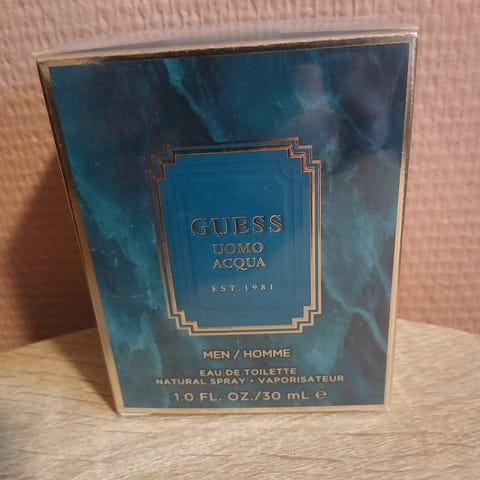 GUESS
UOMO
ACQUA
EST. 1981
MEN / HOMME
EAU DE TOILETTE
NATURAL SPRAY • VAPORISATEUR
1.0 FL. OZ./30 mL ℮